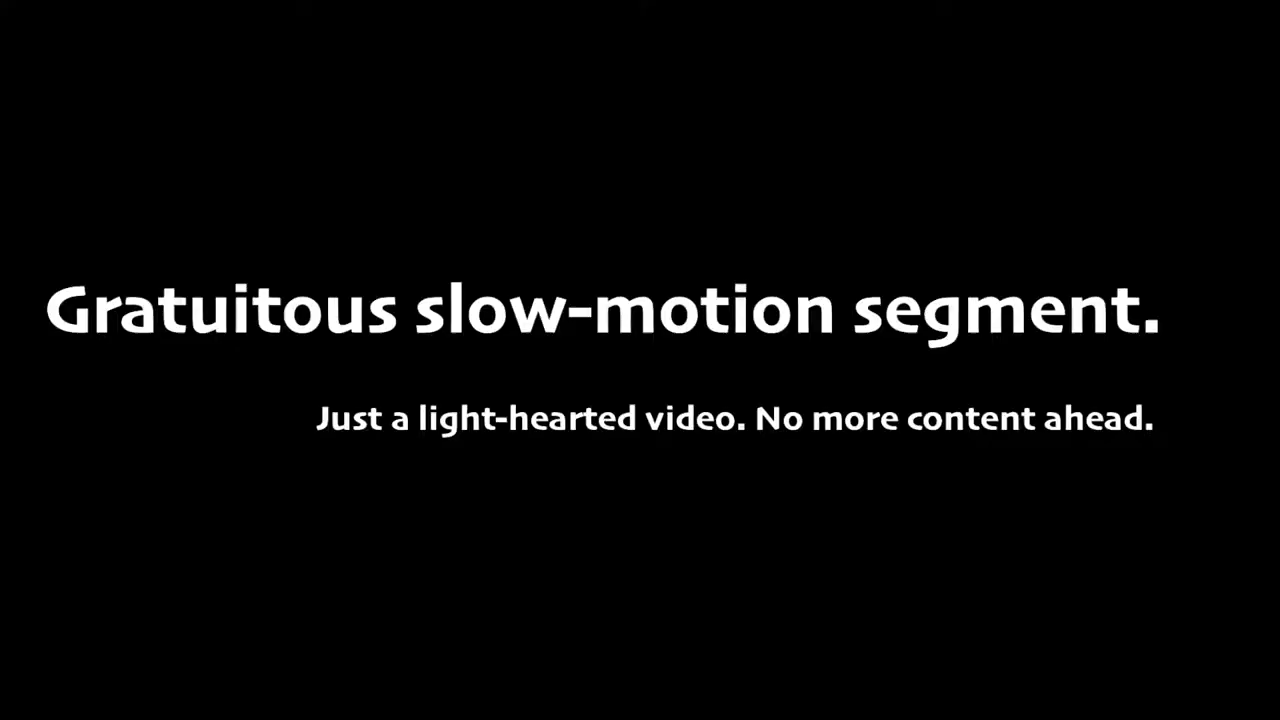 Gratuitous slow-motion segment.
Just a light-hearted video. No more content ahead.